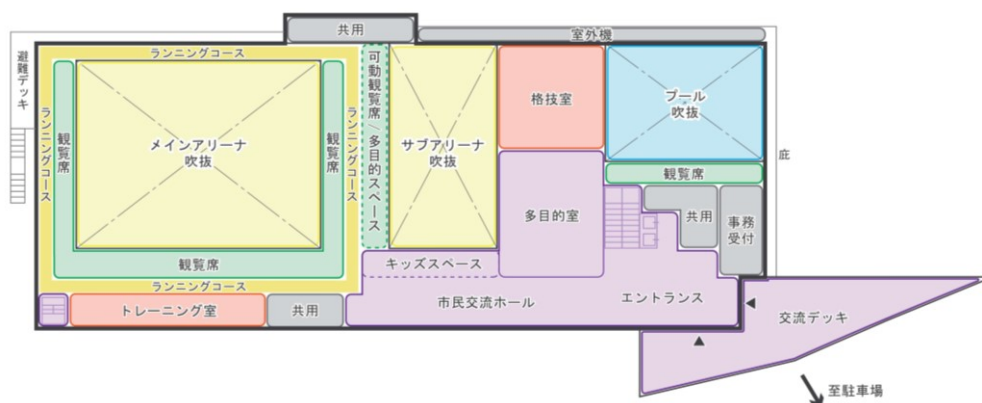 共用
室外機
避難デッキ
ランニングコース
ランニングコース
観覧席
メインアリーナ
吹抜
観覧席
ランニングコース
可動観覧席/多目的スペース
サブアリーナ
吹抜
格技室
プール
吹抜
庇
観覧席
多目的室
共用
事務
受付
観覧席
キッズスペース
ランニングコース
トレーニング室
共用
市民交流ホール
エントランス
交流デッキ
至駐車場